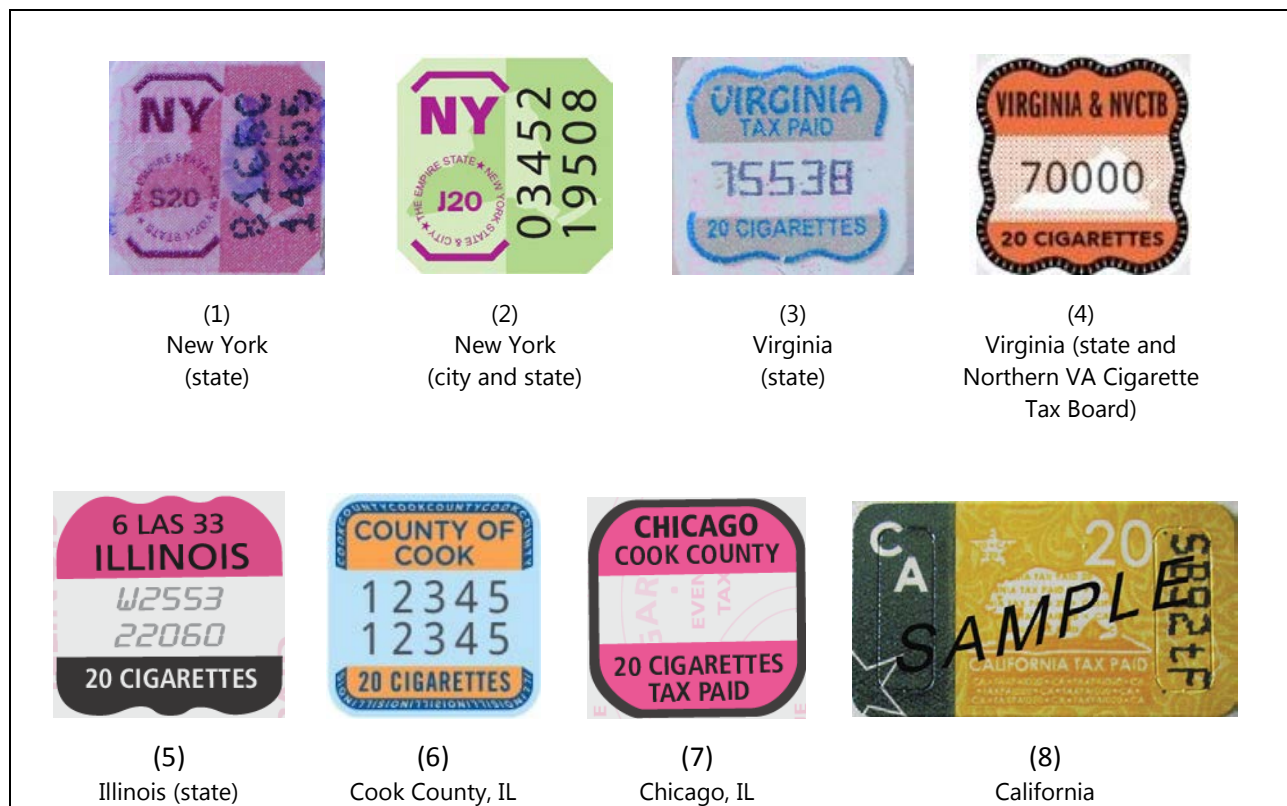 NY
S20
8165C
14855
NY
THE EMPIRE STATE ★ NEW YORK STATE & CITY ★
J20
03452
19508
VIRGINIA
TAX PAID
75538
20 CIGARETTES
VIRGINIA & NVCTB
70000
20 CIGARETTES
(1)
New York
(state)
(2)
New York
(city and state)
(3)
Virginia
(state)
(4)
Virginia (state and
Northern VA Cigarette
Tax Board)
6 LAS 33
ILLINOIS
W2553
22060
20 CIGARETTES
COOKCOUNTYCOOKCOUNTYCOOK
COUNTY OF
COOK
12345
12345
20 CIGARETTES
CHICAGO
COOK COUNTY
20 CIGARETTES
TAX PAID
CA
20
SAMPLE
CALIFORNIA TAX PAID
(5)
Illinois (state)
(6)
Cook County, IL
(7)
Chicago, IL
(8)
California